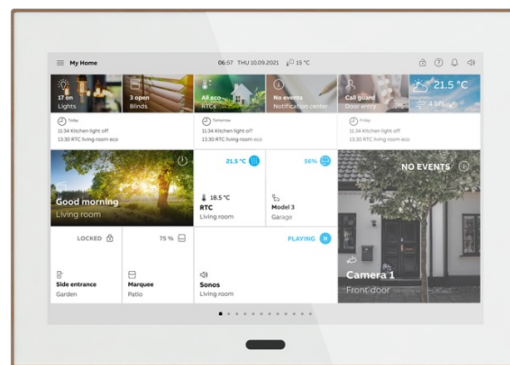 My Home
06:57 THU 10.09.2021 15 °C
17 on
Lights
3 open
Blinds
All eco
RTCs
No events
Notification center
Call guard
Door entry
21.5 °C
Today
11:34 Kitchen light off
13:30 RTC living room eco
Tomorrow
11:34 Kitchen light off
13:30 RTC living room eco
Friday
11:34 Kitchen light off
13:30 RTC living room eco
Good morning
Living room
21.5 °C
18.5 °C
RTC
Living room
56%
Model 3
Garage
NO EVENTS
Camera 1
Front door
LOCKED
Side entrance
Garden
75 %
Marquee
Patio
PLAYING
Sonos
Living room